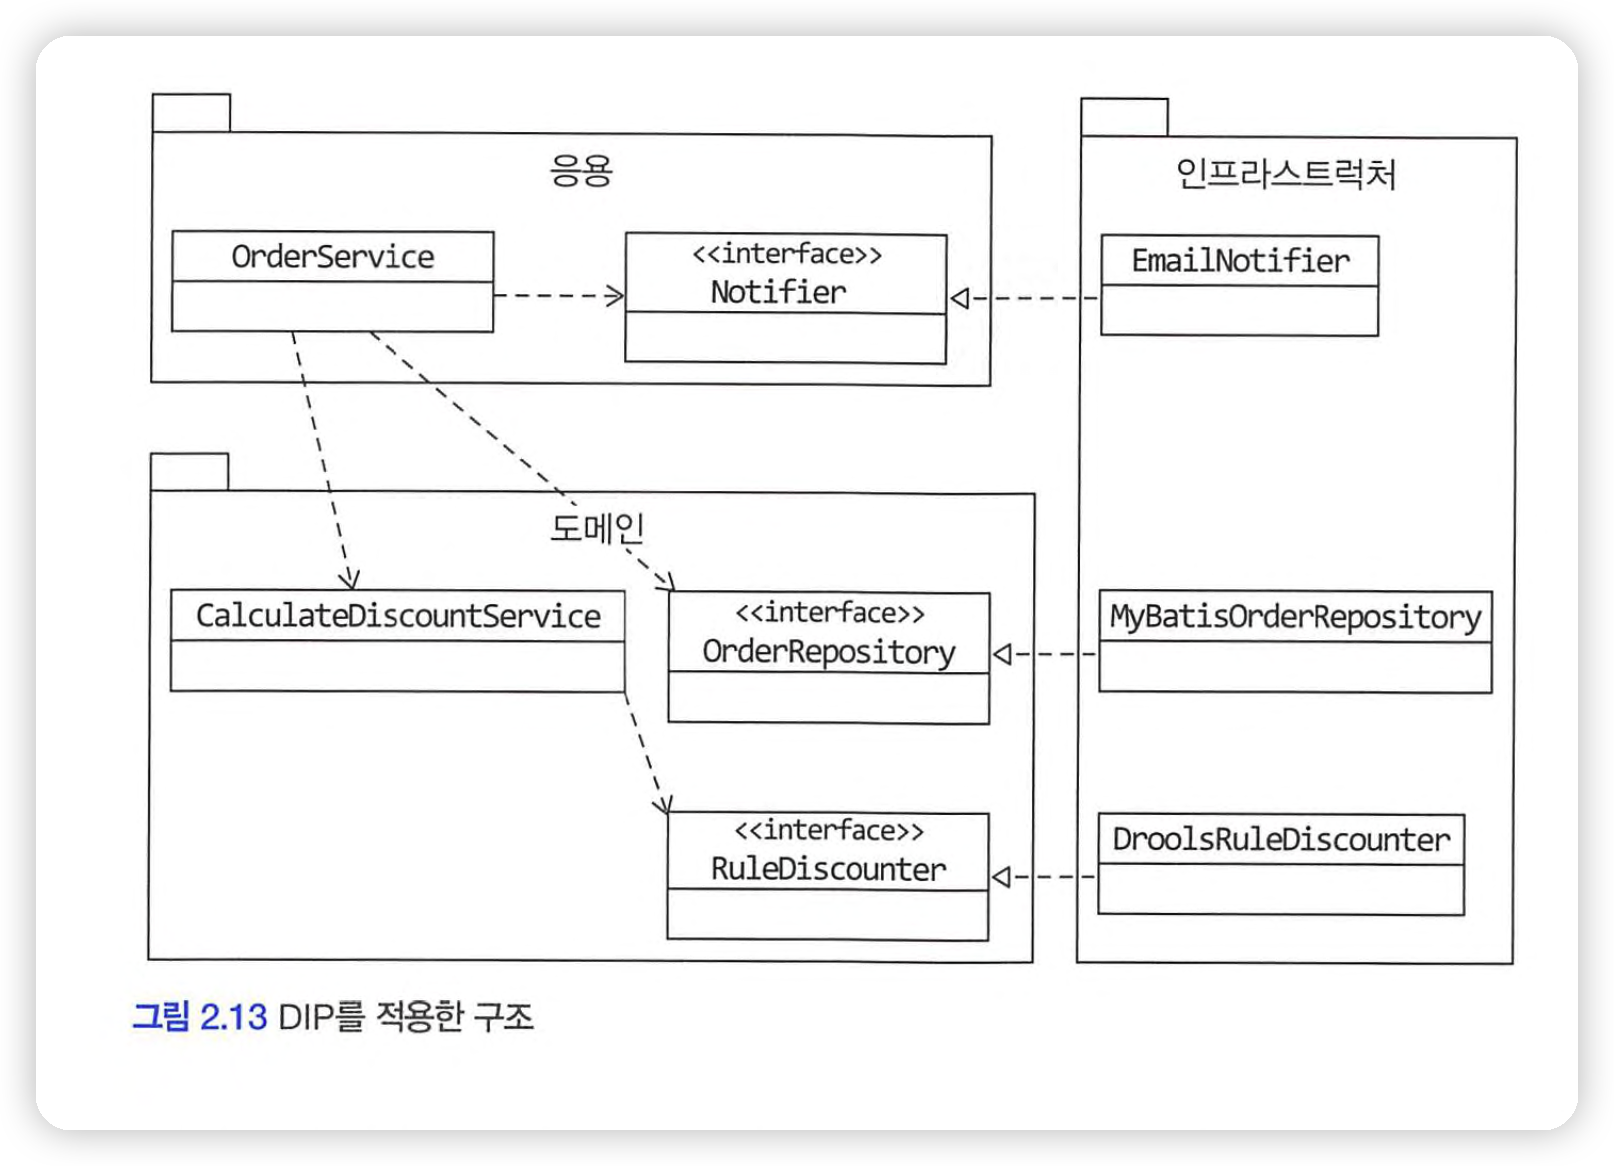 응용
OrderService
<<interface>>
Notifier
인프라스트럭처
EmailNotifier
도메인
CalculateDiscountService
<<interface>>
OrderRepository
MyBatisOrderRepository
<<interface>>
RuleDiscounter
DroolsRuleDiscounter
그림 2.13 DIP를 적용한 구조